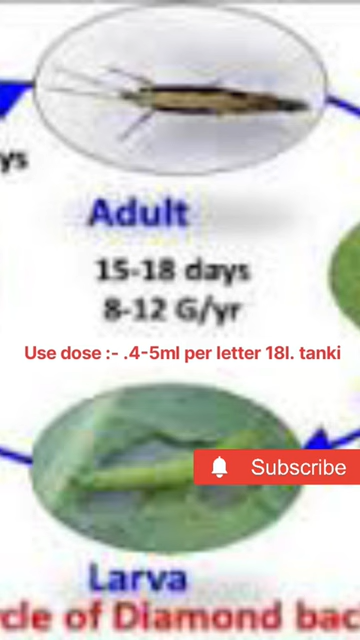 ys
Adult
15-18 days
8-12 G/yr
Use dose :- .4-5ml per letter 18l. tanki
Subscribe
Larva
cle of Diamond bac